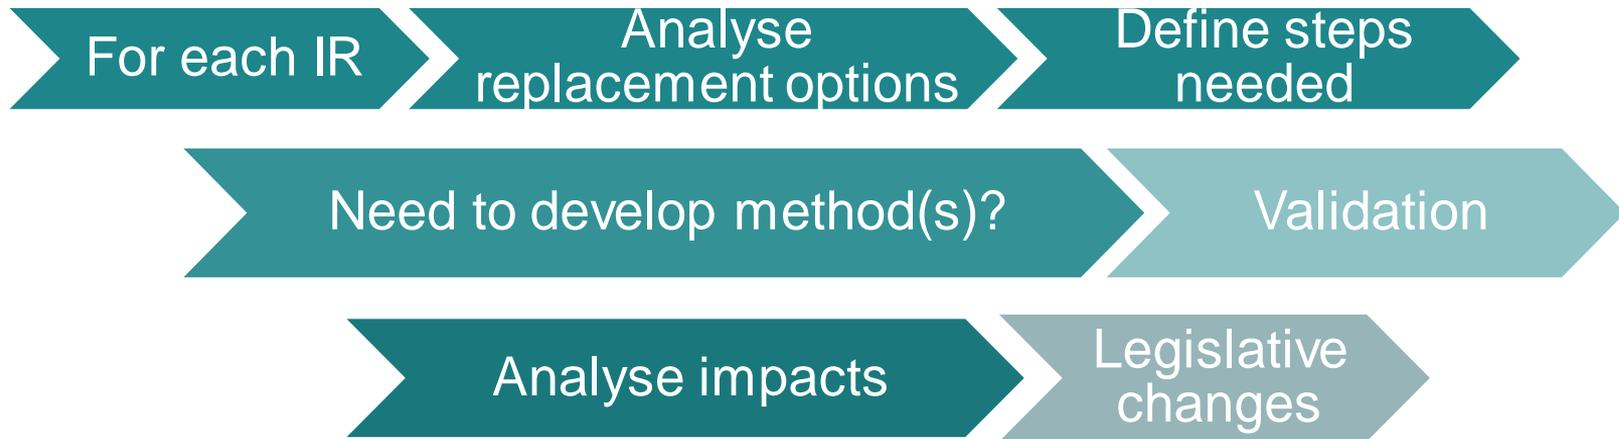 For each IR
Analyse
replacement options
Define steps
needed
Need to develop method(s)?
Validation
Analyse impacts
Legislative
changes